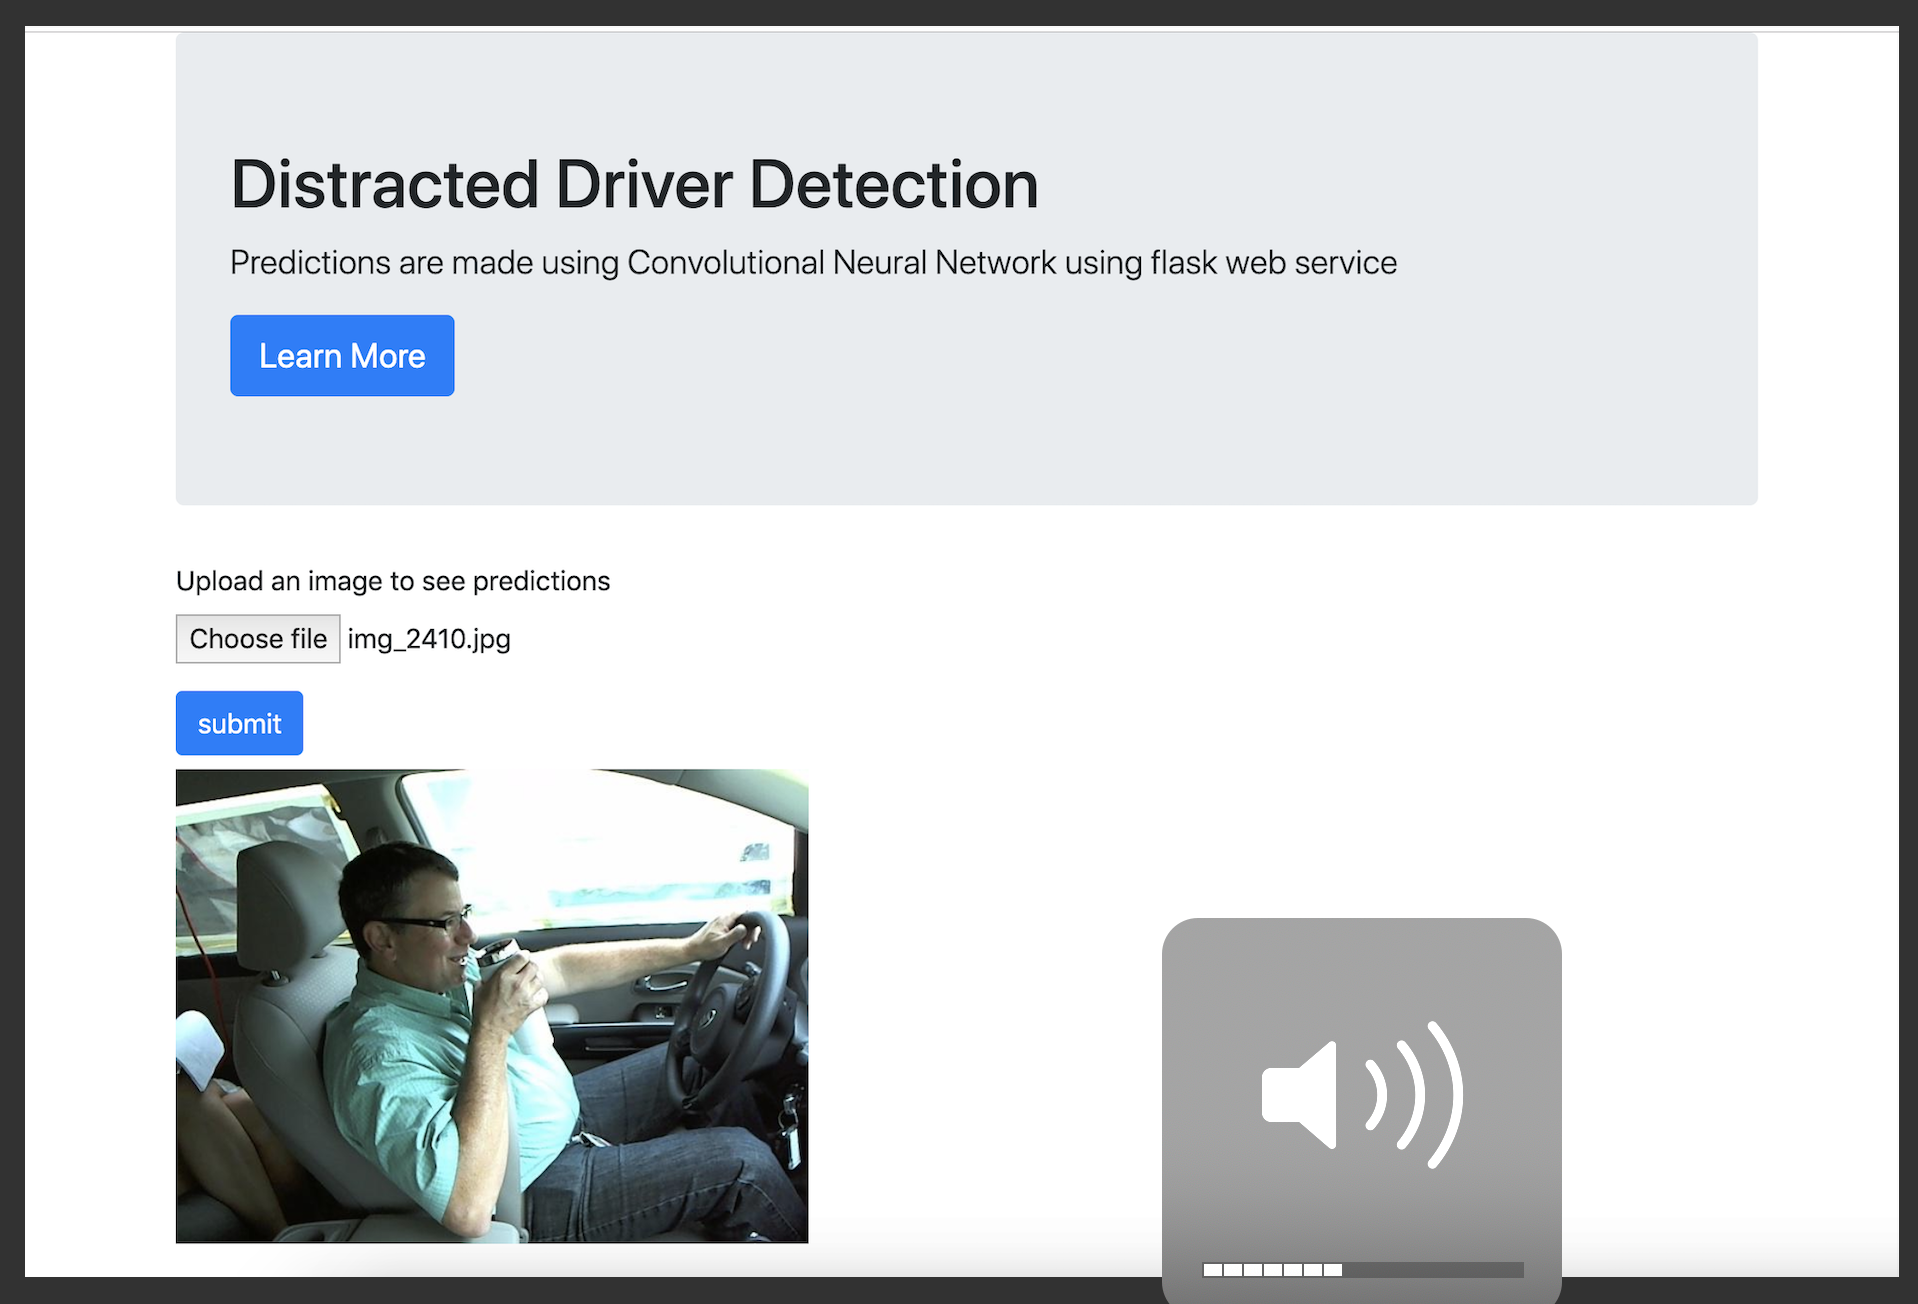 Distracted Driver Detection
Predictions are made using Convolutional Neural Network using flask web service
Learn More
Upload an image to see predictions
Choose file img_2410.jpg
submit